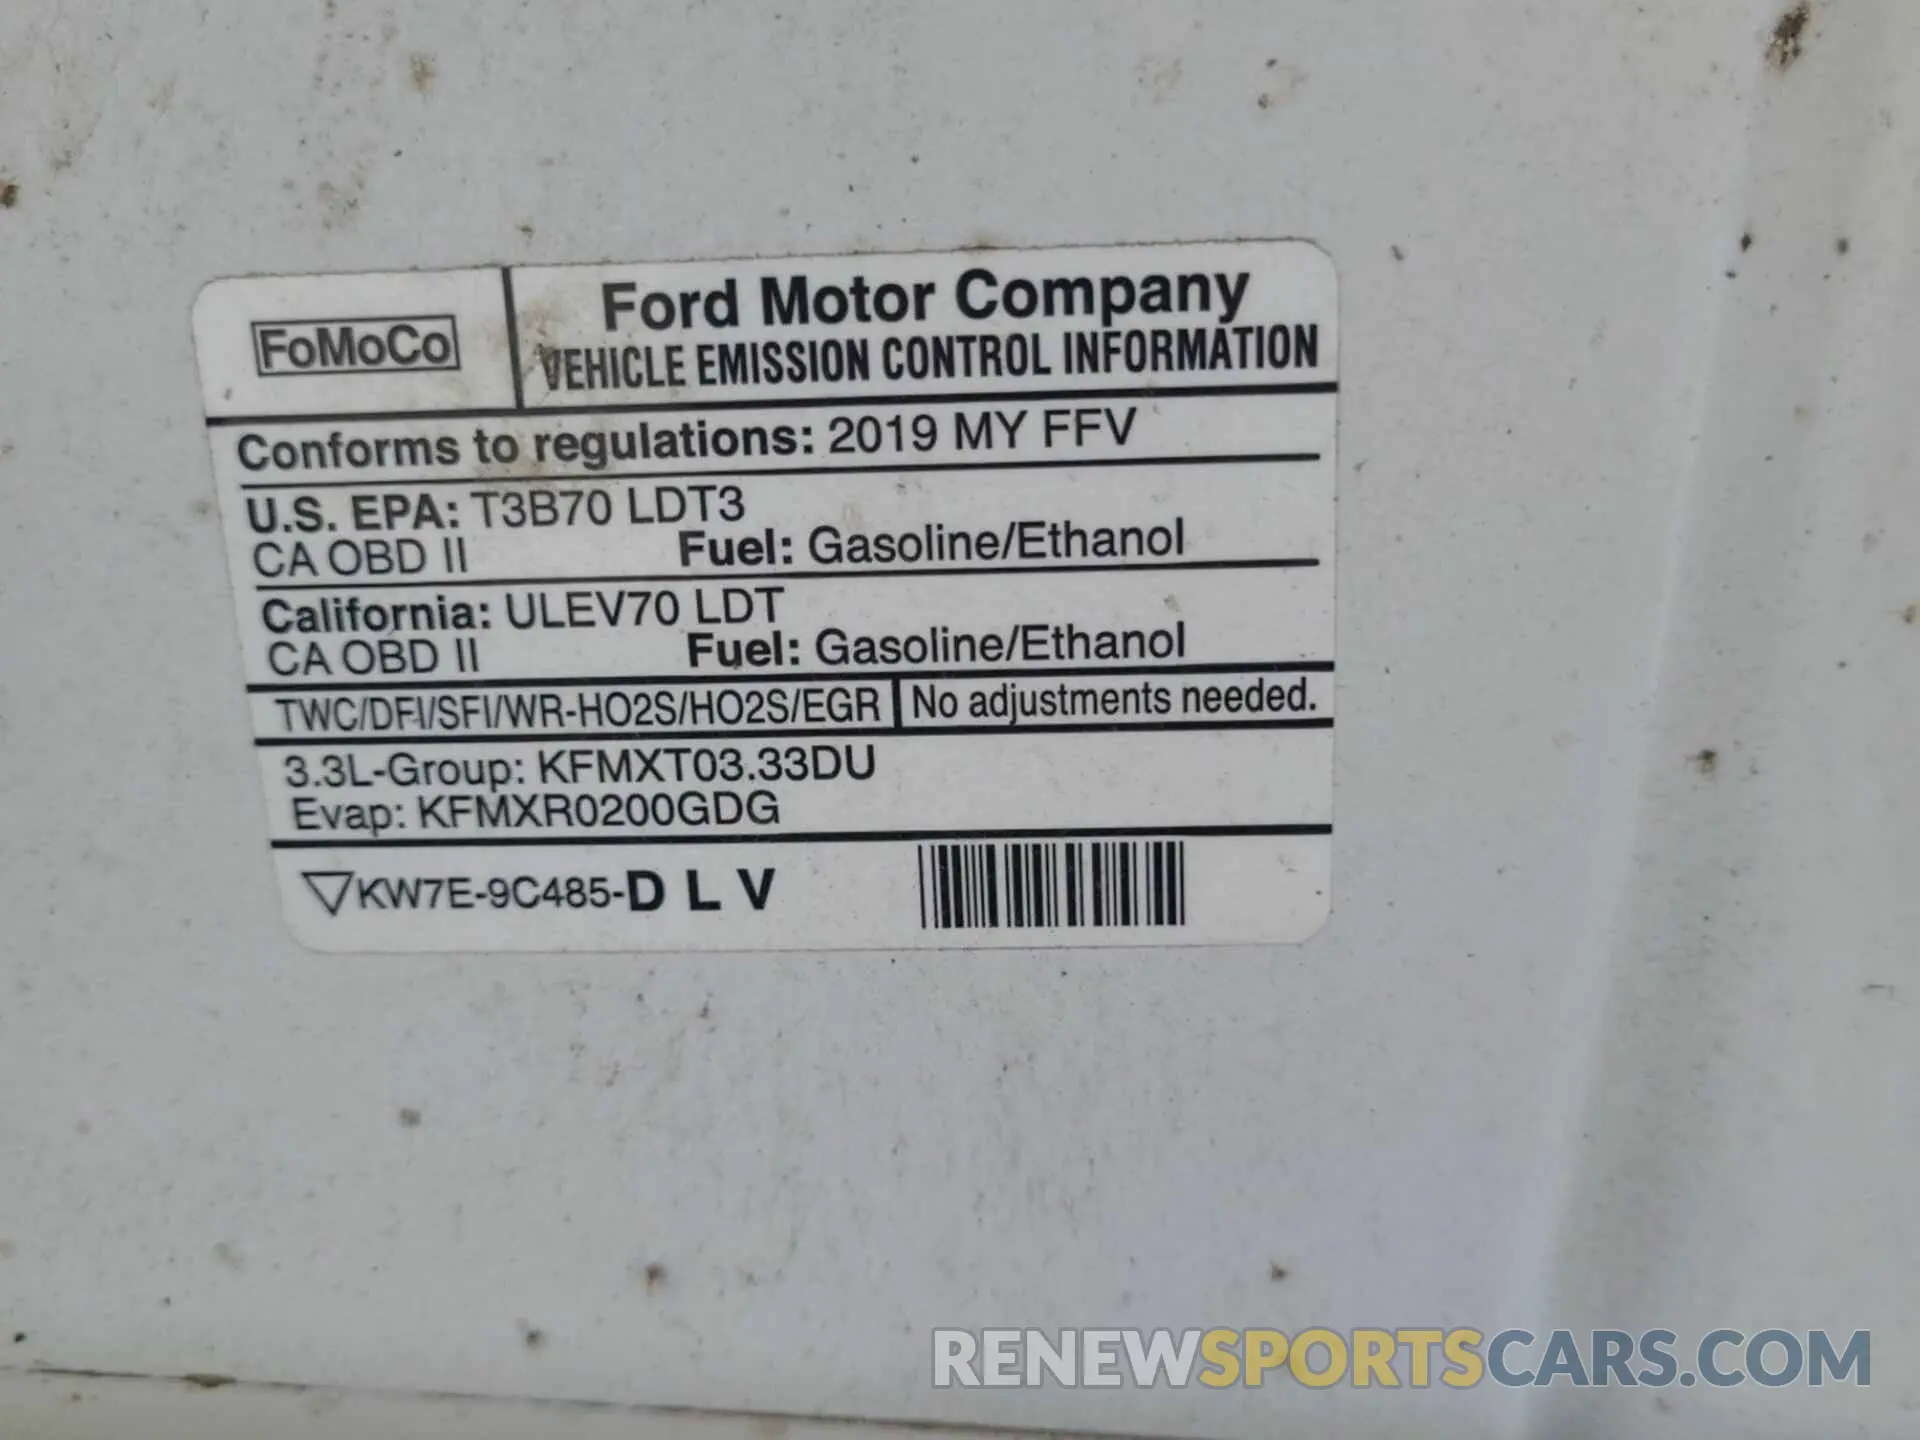 FoMoCo
Ford Motor Company
VEHICLE EMISSION CONTROL INFORMATION
Conforms to regulations: 2019 MY FFV
U.S. EPA: T3B70 LDT3
CA OBD II Fuel: Gasoline/Ethanol
California: ULEV70 LDT
CA OBD II Fuel: Gasoline/Ethanol
TWC/DFI/SFI/WR-HO2S/HO2S/EGR No adjustments needed.
3.3L-Group: KFMXT03.33DU
Evap: KFMXR0200GDG
▽KW7E-9C485-D L V
RENEWSPORTSCARS.COM